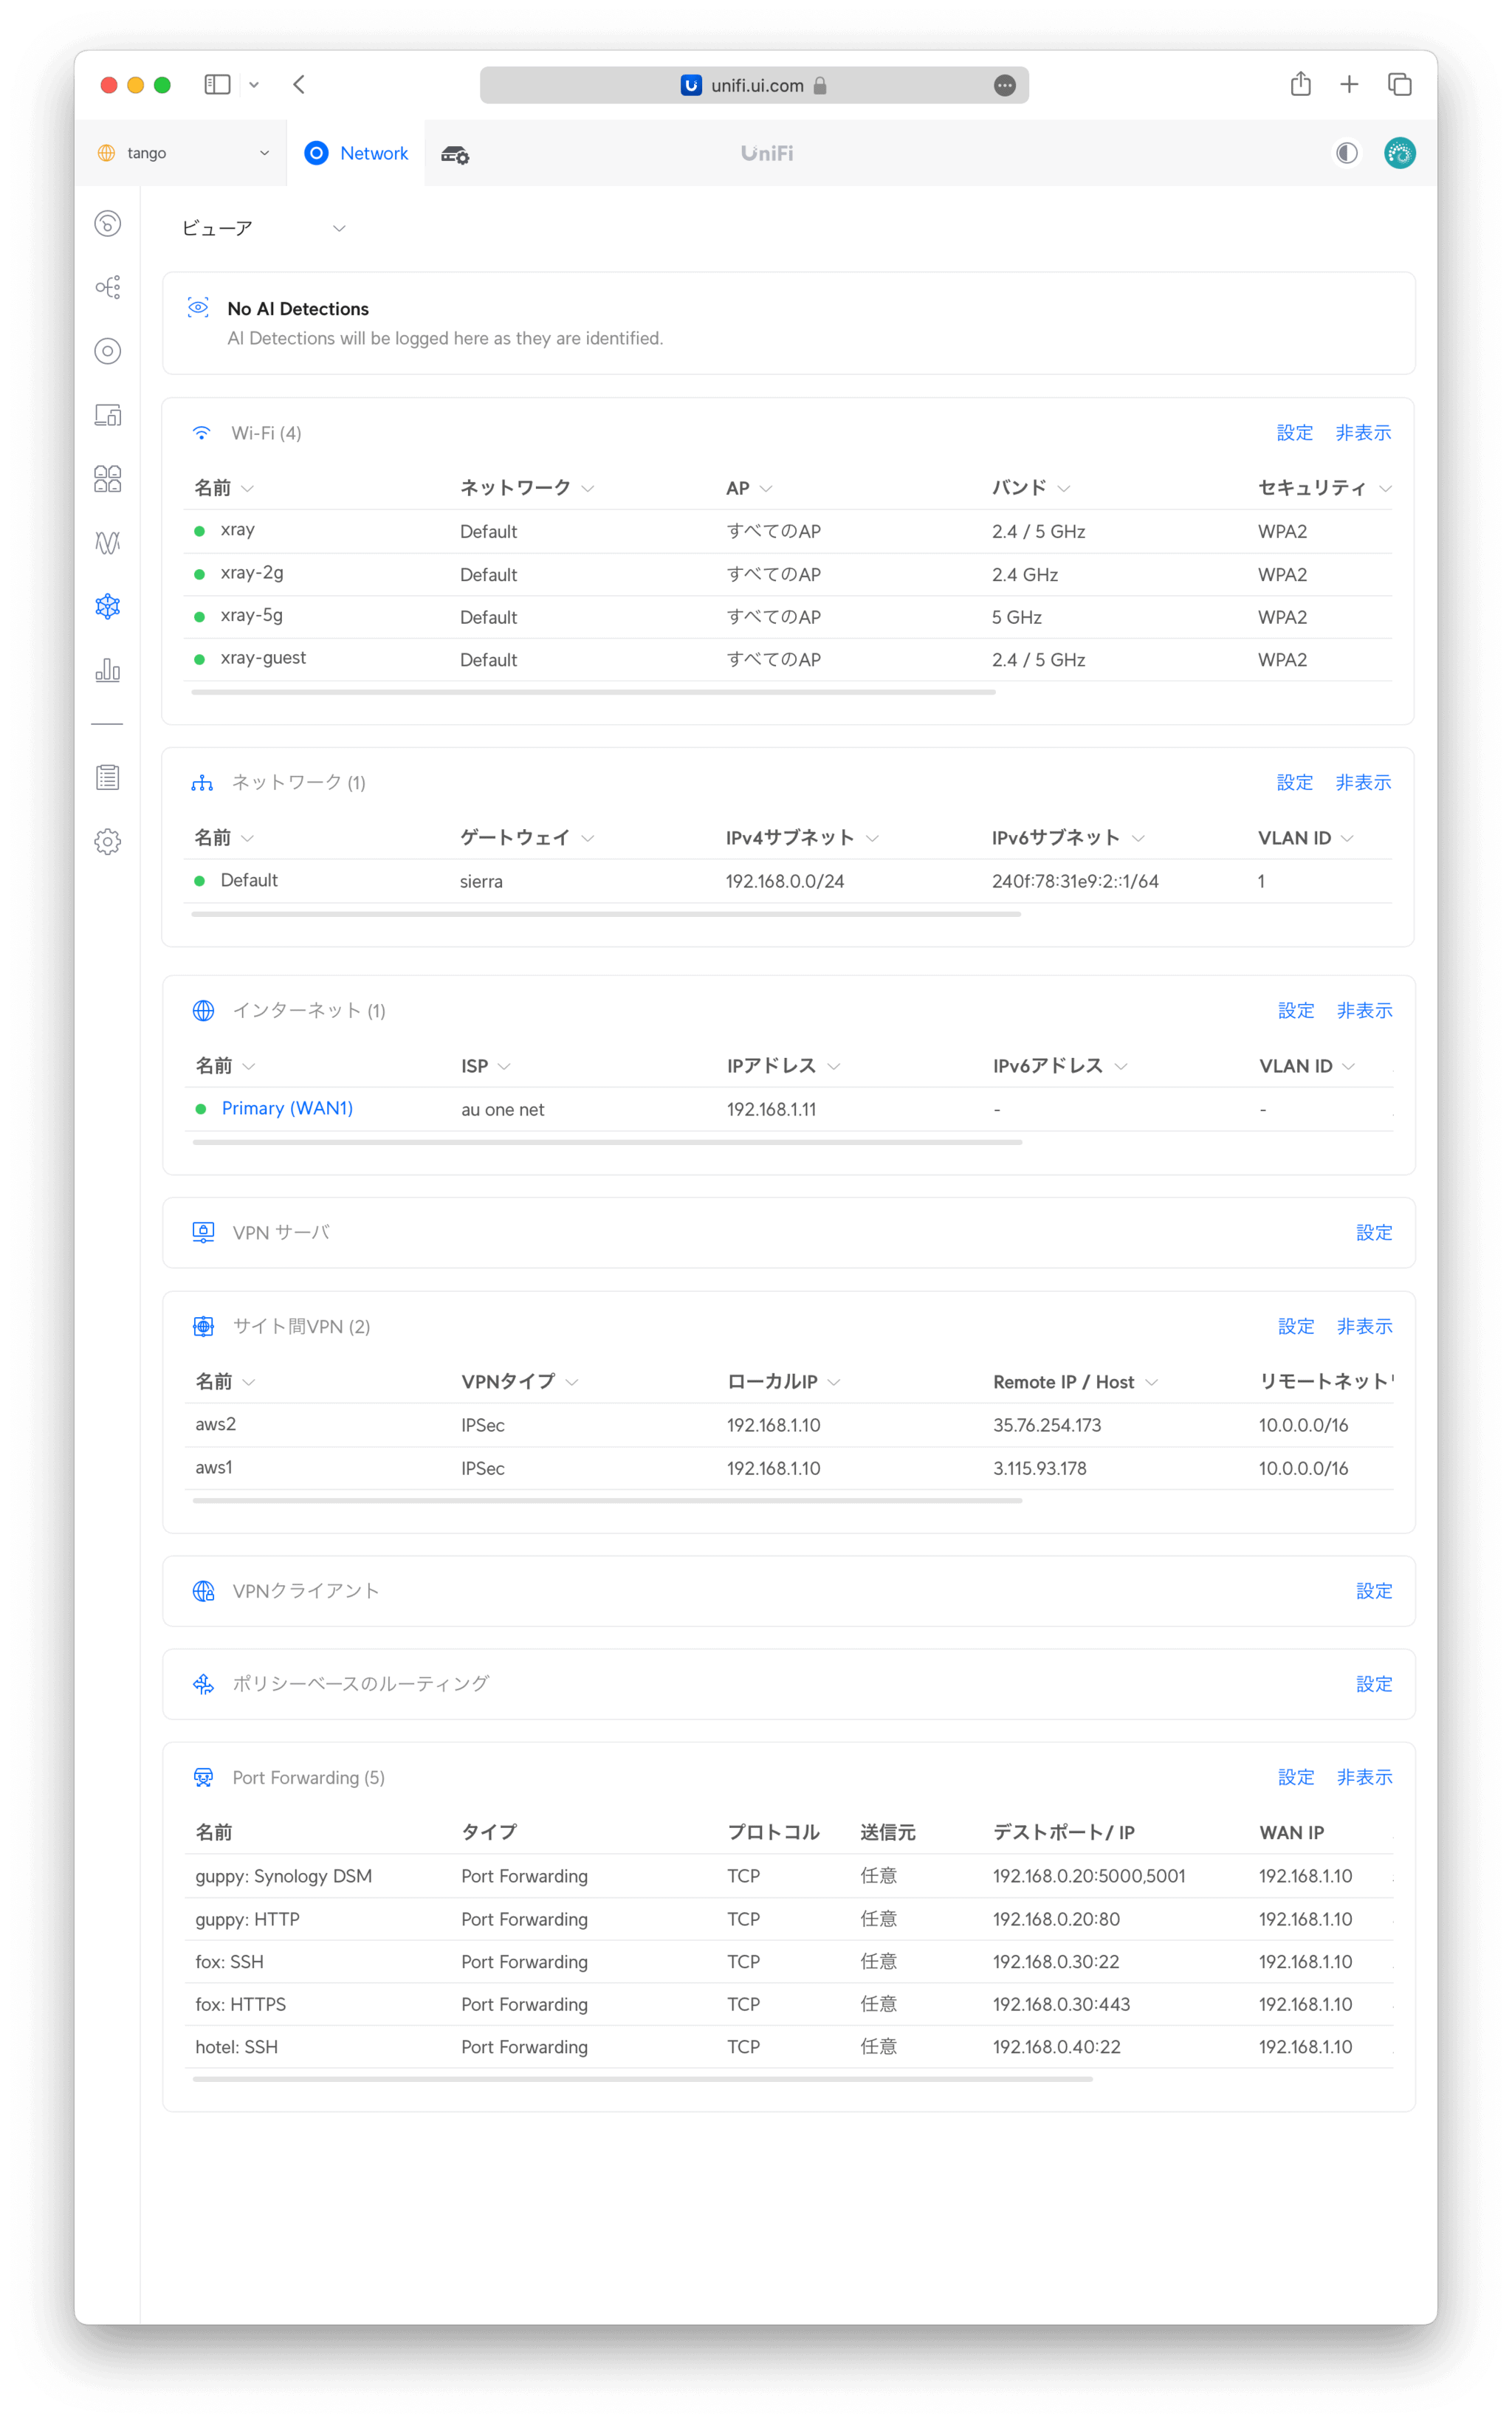 unifi.ui.com
tango Network UniFi
ビューア
No AI Detections
AI Detections will be logged here as they are identified.
Wi-Fi (4) 設定 非表示
名前 ネットワーク AP バンド セキュリティ
xray Default すべてのAP 2.4 / 5 GHz WPA2
xray-2g Default すべてのAP 2.4 GHz WPA2
xray-5g Default すべてのAP 5 GHz WPA2
xray-guest Default すべてのAP 2.4 / 5 GHz WPA2
ネットワーク (1) 設定 非表示
名前 ゲートウェイ IPv4サブネット IPv6サブネット VLAN ID
Default sierra 192.168.0.0/24 240f:78:31e9:2::1/64 1
インターネット (1) 設定 非表示
名前 ISP IPアドレス IPv6アドレス VLAN ID
Primary (WAN1) au one net 192.168.1.11 - -
VPN サーバ 設定
サイト間VPN (2) 設定 非表示
名前 VPNタイプ ローカルIP Remote IP / Host リモートネット
aws2 IPSec 192.168.1.10 35.76.254.173 10.0.0.0/16
aws1 IPSec 192.168.1.10 3.115.93.178 10.0.0.0/16
VPNクライアント 設定
ポリシーベースのルーティング 設定
Port Forwarding (5) 設定 非表示
名前 タイプ プロトコル 送信元 デストポート/ IP WAN IP
guppy: Synology DSM Port Forwarding TCP 任意 192.168.0.20:5000,5001 192.168.1.10
guppy: HTTP Port Forwarding TCP 任意 192.168.0.20:80 192.168.1.10
fox: SSH Port Forwarding TCP 任意 192.168.0.30:22 192.168.1.10
fox: HTTPS Port Forwarding TCP 任意 192.168.0.30:443 192.168.1.10
hotel: SSH Port Forwarding TCP 任意 192.168.0.40:22 192.168.1.10